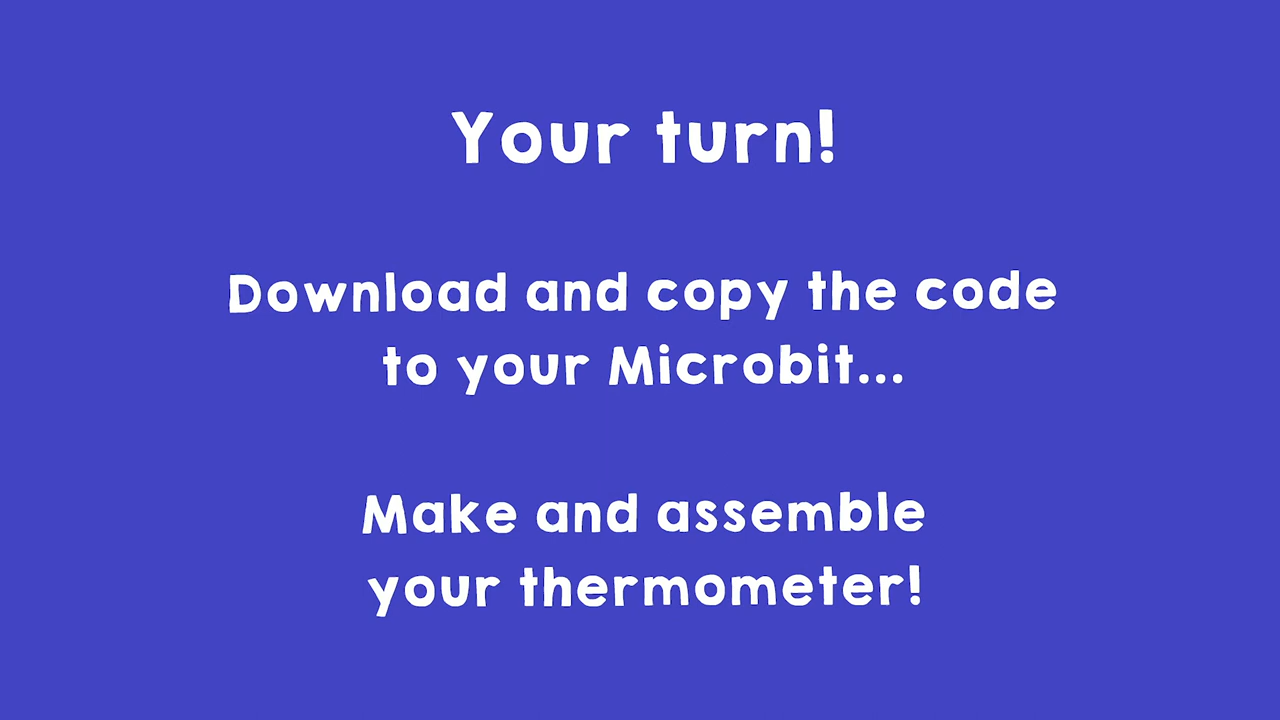 Your turn!
Download and copy the code
to your Microbit...
Make and assemble
your thermometer!